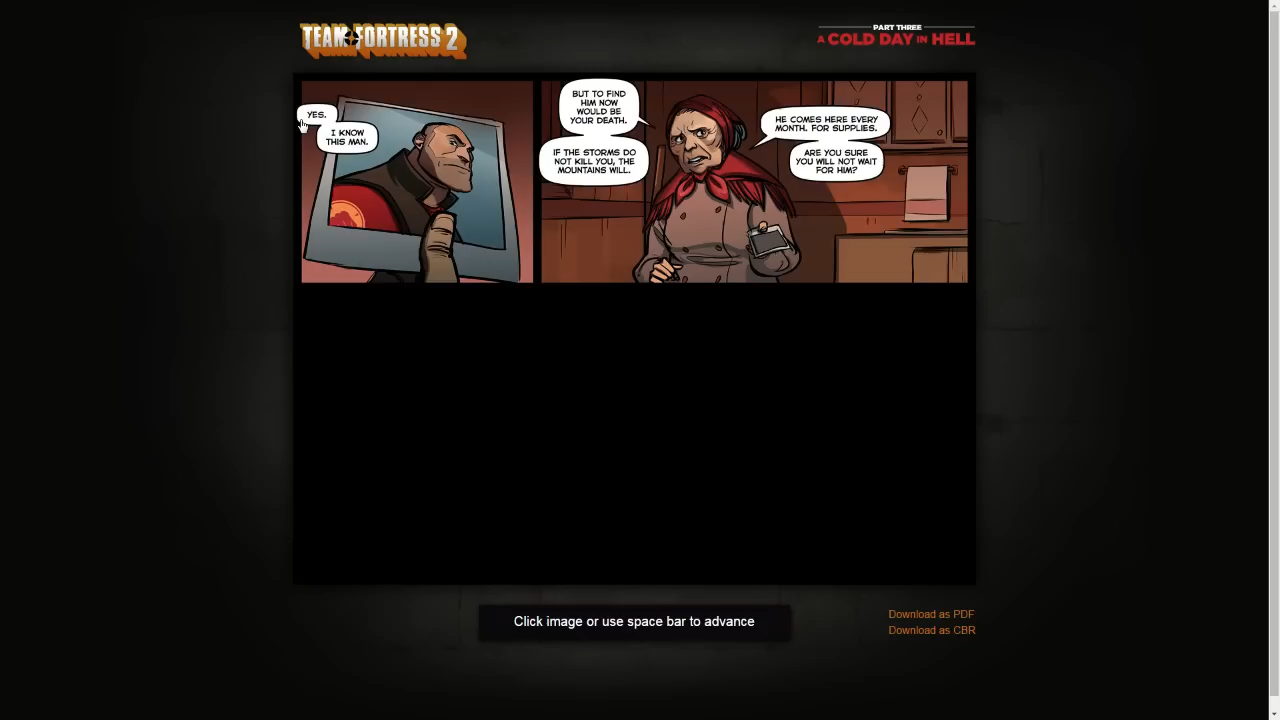 TEAM FORTRESS 2
PART THREE
A COLD DAY IN HELL
YES.
I KNOW
THIS MAN.
BUT TO FIND
HIM NOW
WOULD BE
YOUR DEATH.
IF THE STORMS DO
NOT KILL YOU, THE
MOUNTAINS WILL.
HE COMES HERE EVERY
MONTH. FOR SUPPLIES.
ARE YOU SURE
YOU WILL NOT WAIT
FOR HIM?
Click image or use space bar to advance
Download as PDF
Download as CBR